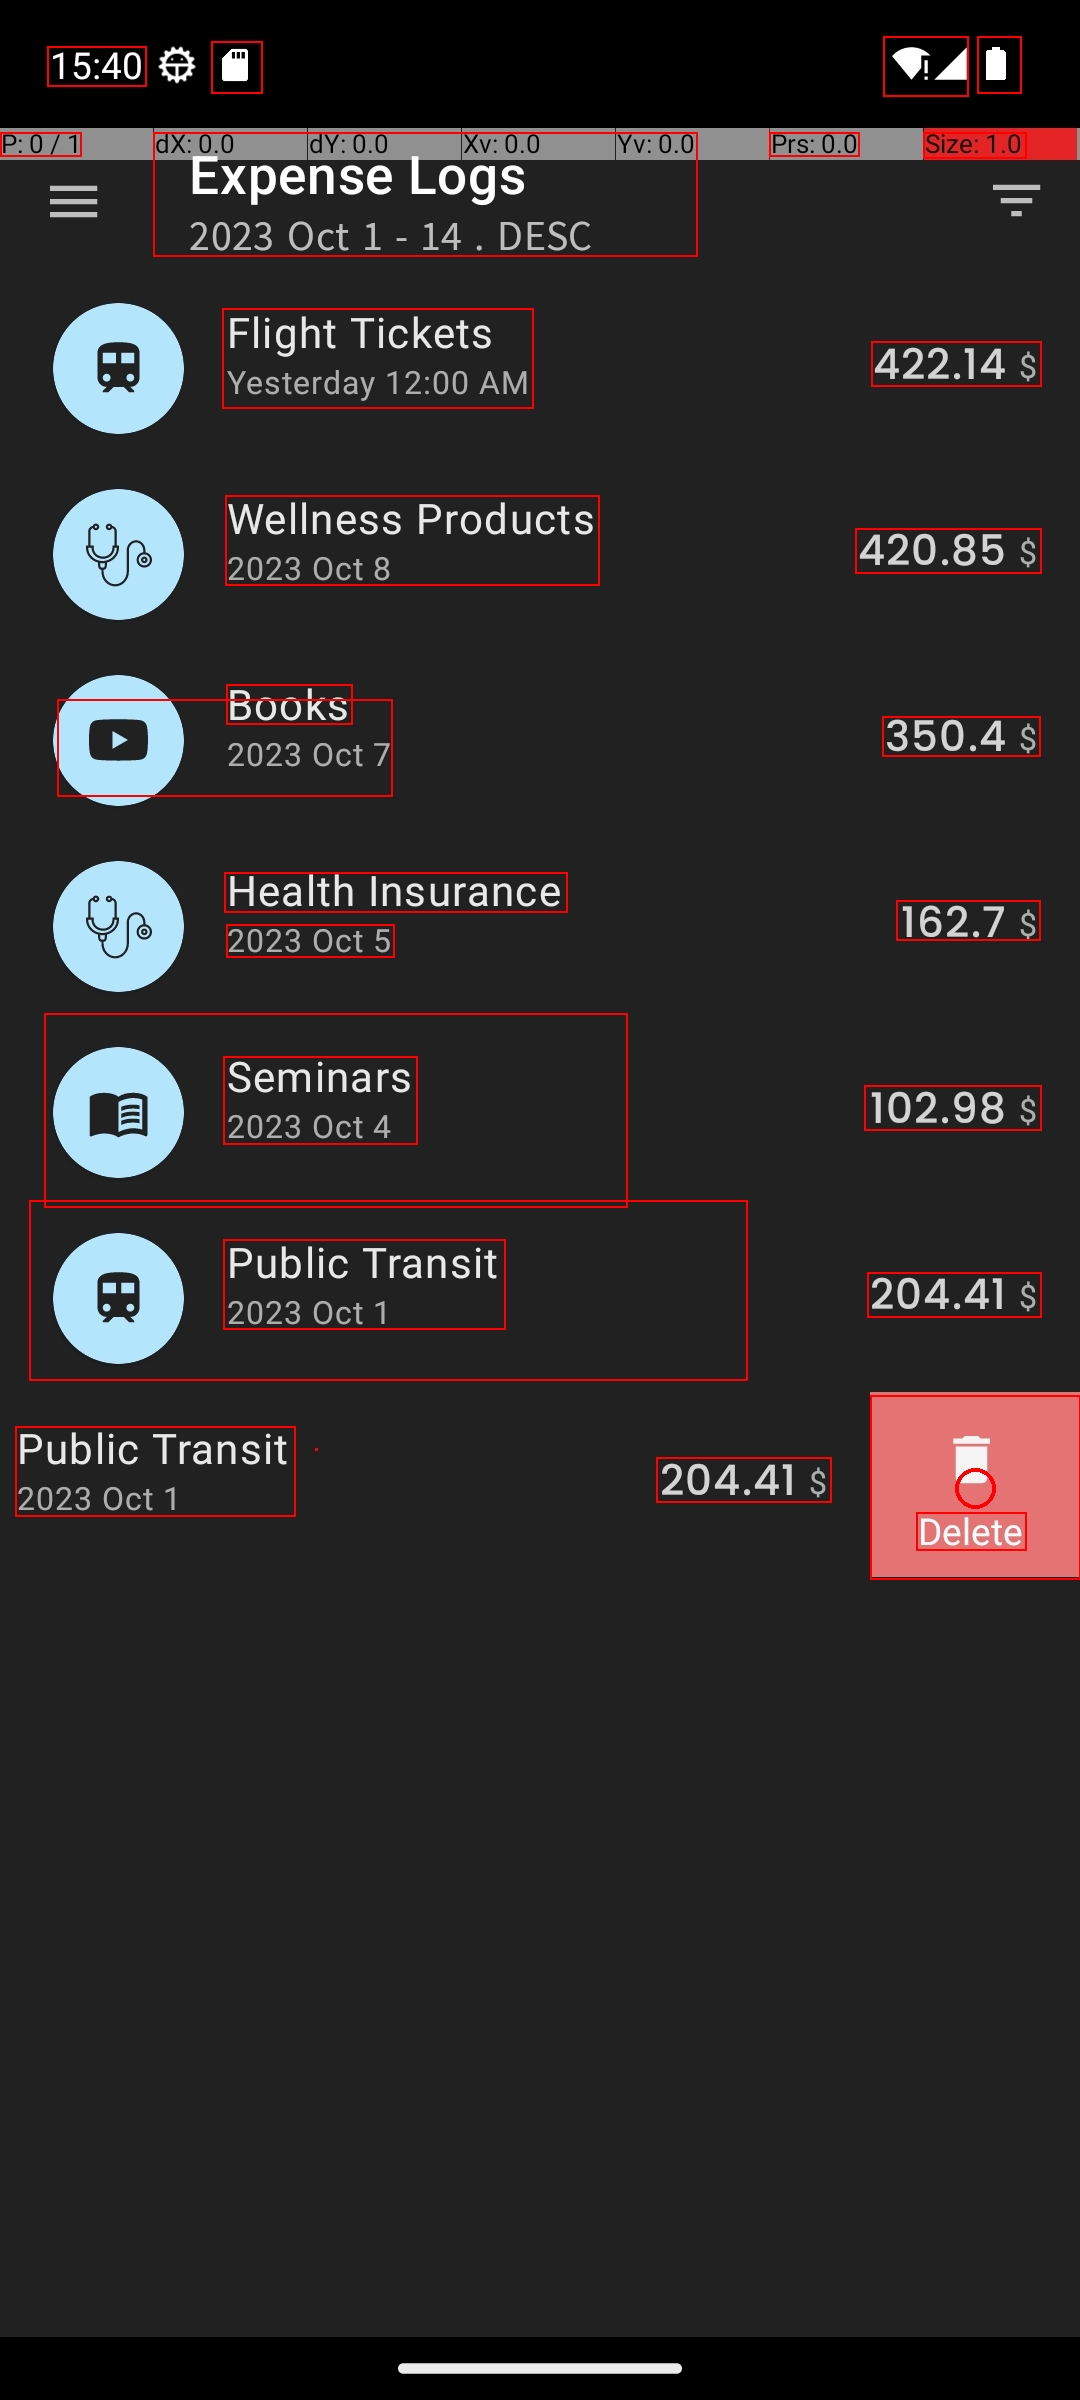 15:40
P: 0 / 1 dX: 0.0 dY: 0.0 Xv: 0.0 Yv: 0.0 Prs: 0.0 Size: 1.0
Expense Logs
2023 Oct 1 - 14 . DESC
Flight Tickets
Yesterday 12:00 AM
422.14 $
Wellness Products
2023 Oct 8
420.85 $
Books
2023 Oct 7
350.4 $
Health Insurance
2023 Oct 5
162.7 $
Seminars
2023 Oct 4
102.98 $
Public Transit
2023 Oct 1
204.41 $
Public Transit
2023 Oct 1
204.41 $
Delete